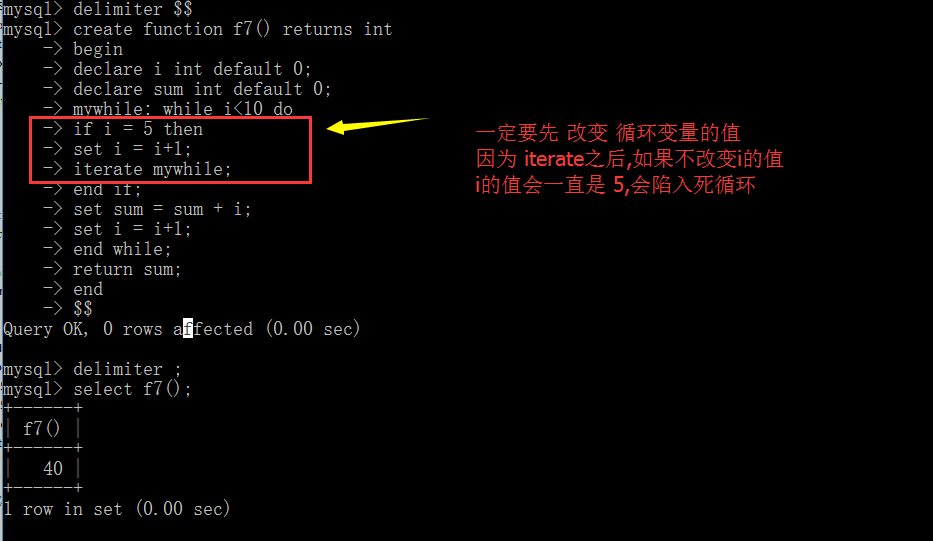 mysql> delimiter $$
mysql> create function f7() returns int
-> begin
-> declare i int default 0;
-> declare sum int default 0;
-> mywhile: while i<10 do
-> if i = 5 then
-> set i = i+1;
-> iterate mywhile;
-> end if;
-> set sum = sum + i;
-> set i = i+1;
-> end while;
-> return sum;
-> end
-> $$
Query OK, 0 rows affected (0.00 sec)
mysql> delimiter ;
mysql> select f7();
+------+
| f7() |
+------+
|   40 |
+------+
1 row in set (0.00 sec)
一定要先 改变 循环变量的值
因为 iterate之后,如果不改变i的值
i的值会一直是 5,会陷入死循环